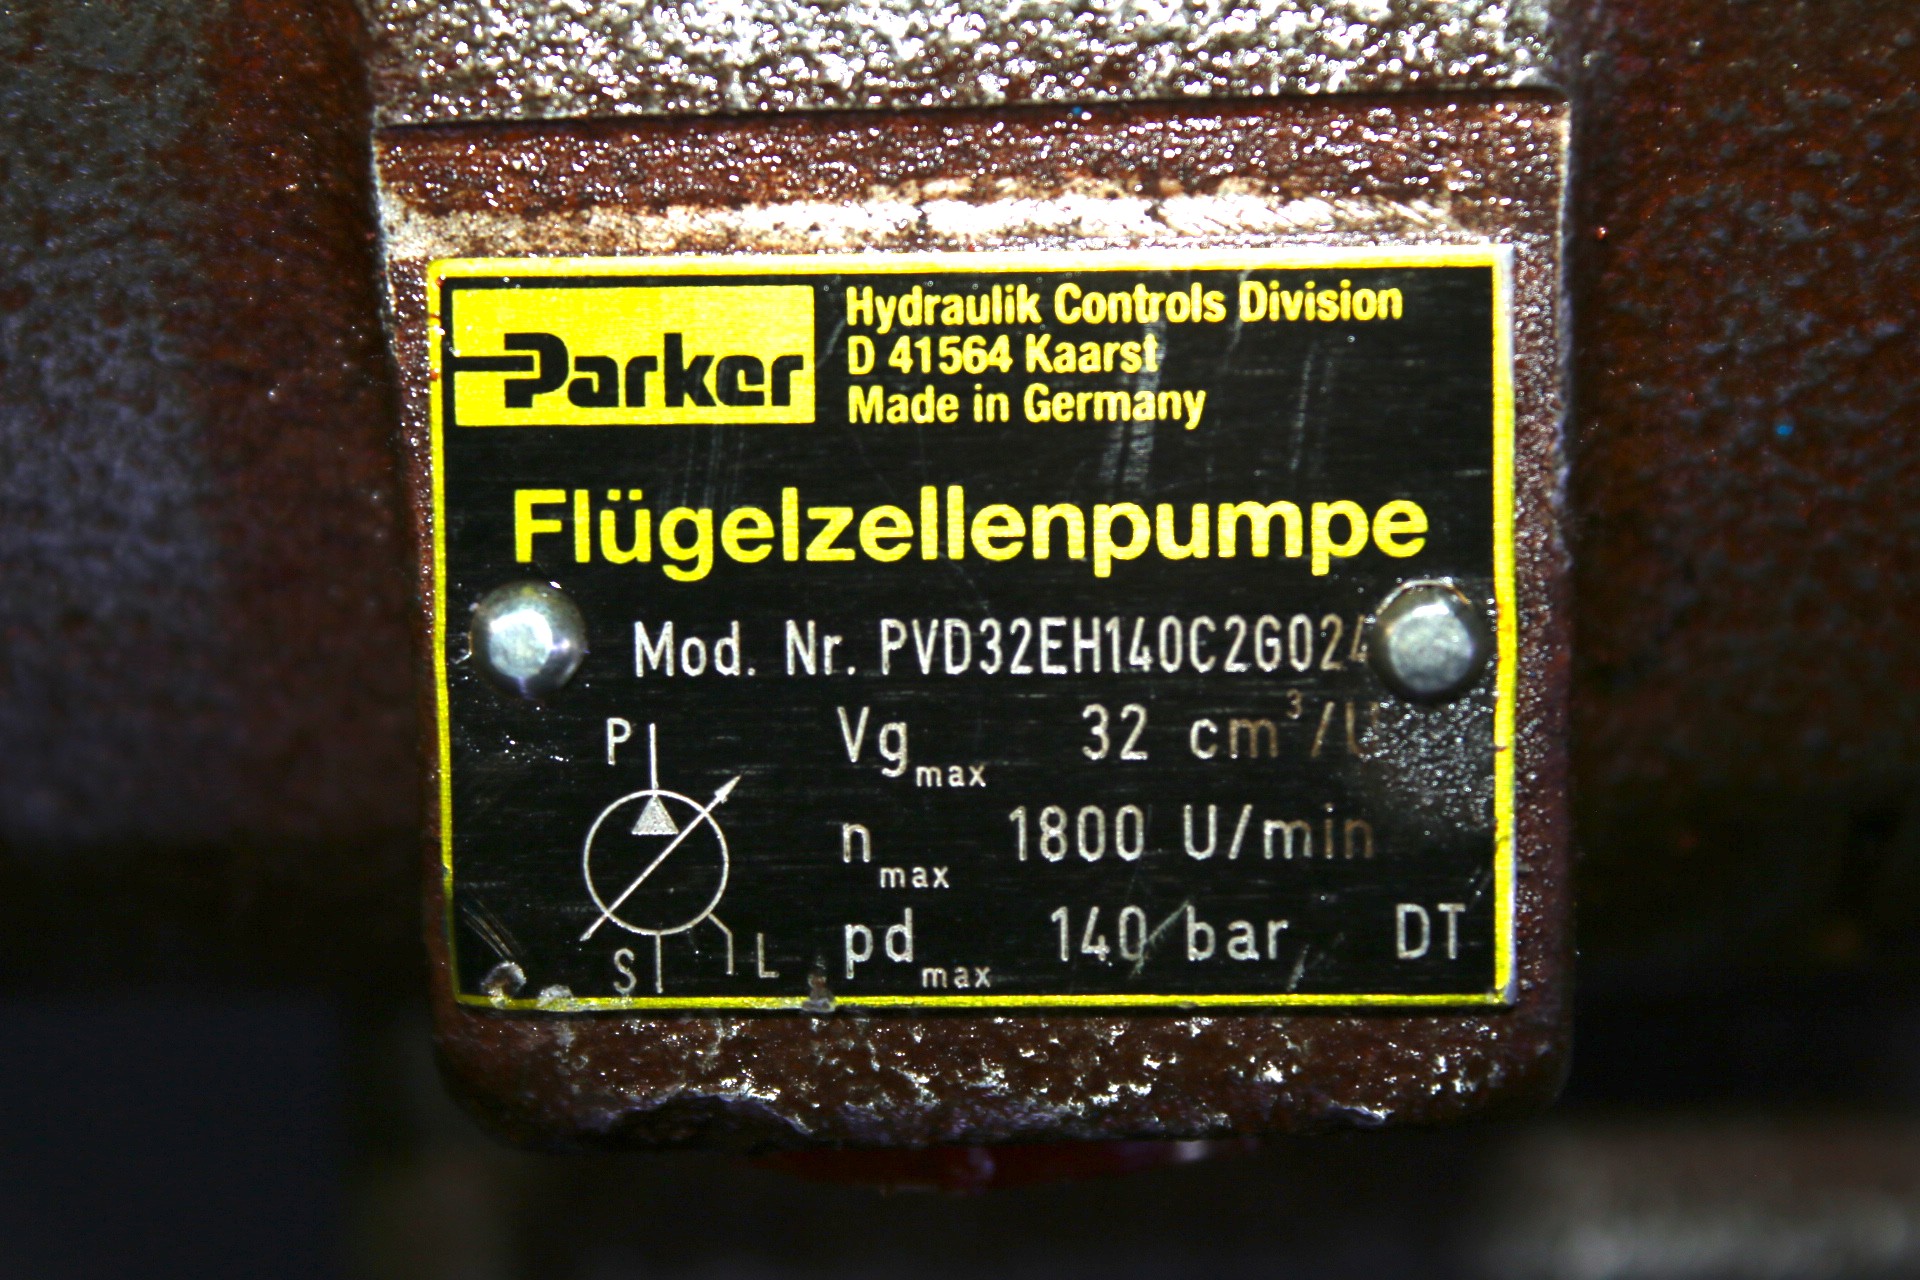 Parker
Hydraulik Controls Division
D 41564 Kaarst
Made in Germany
Flügelzellenpumpe
Mod. Nr. PVD32EH140C2G024
P
Vg max 32 cm³/U
n max 1800 U/min
S L
pd max 140 bar DT